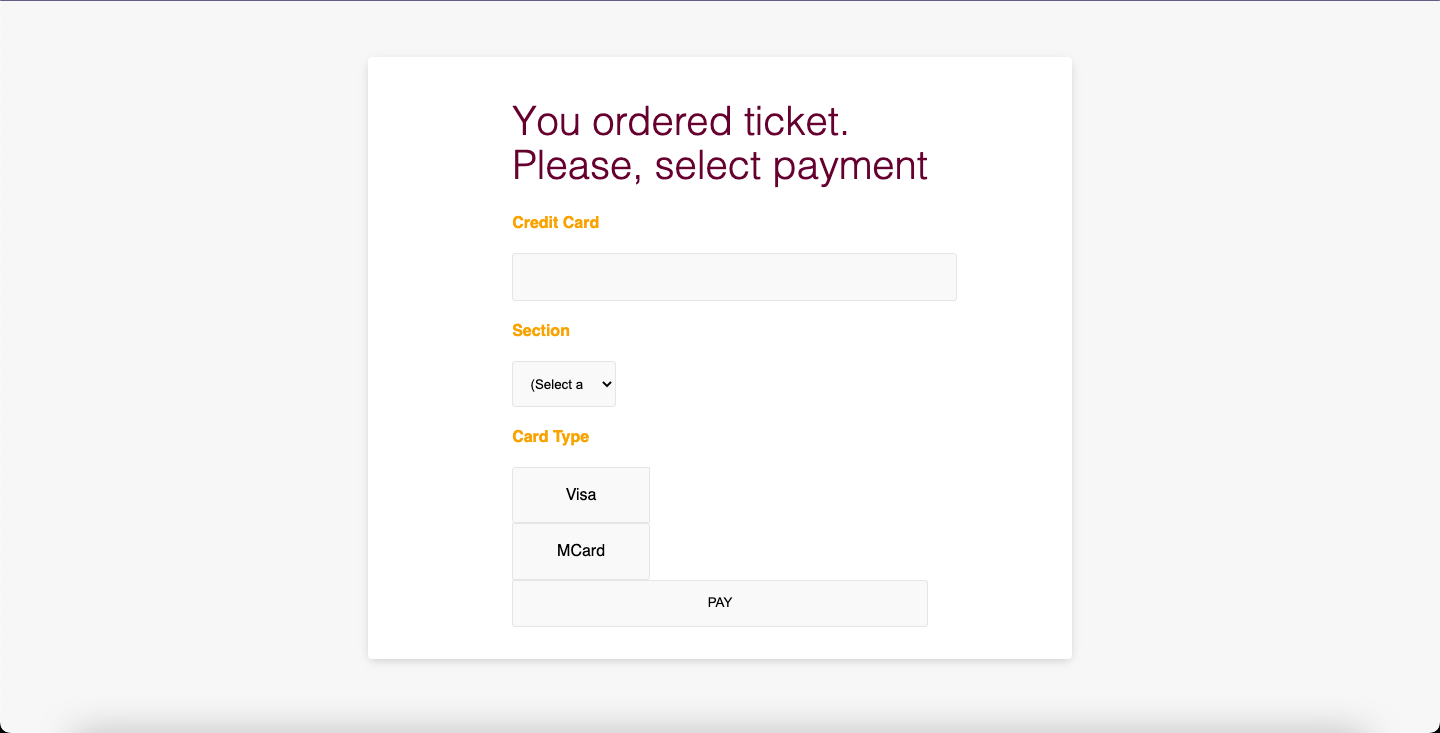 You ordered ticket.
Please, select payment
Credit Card
Section
(Select a
Card Type
Visa
MCard
PAY